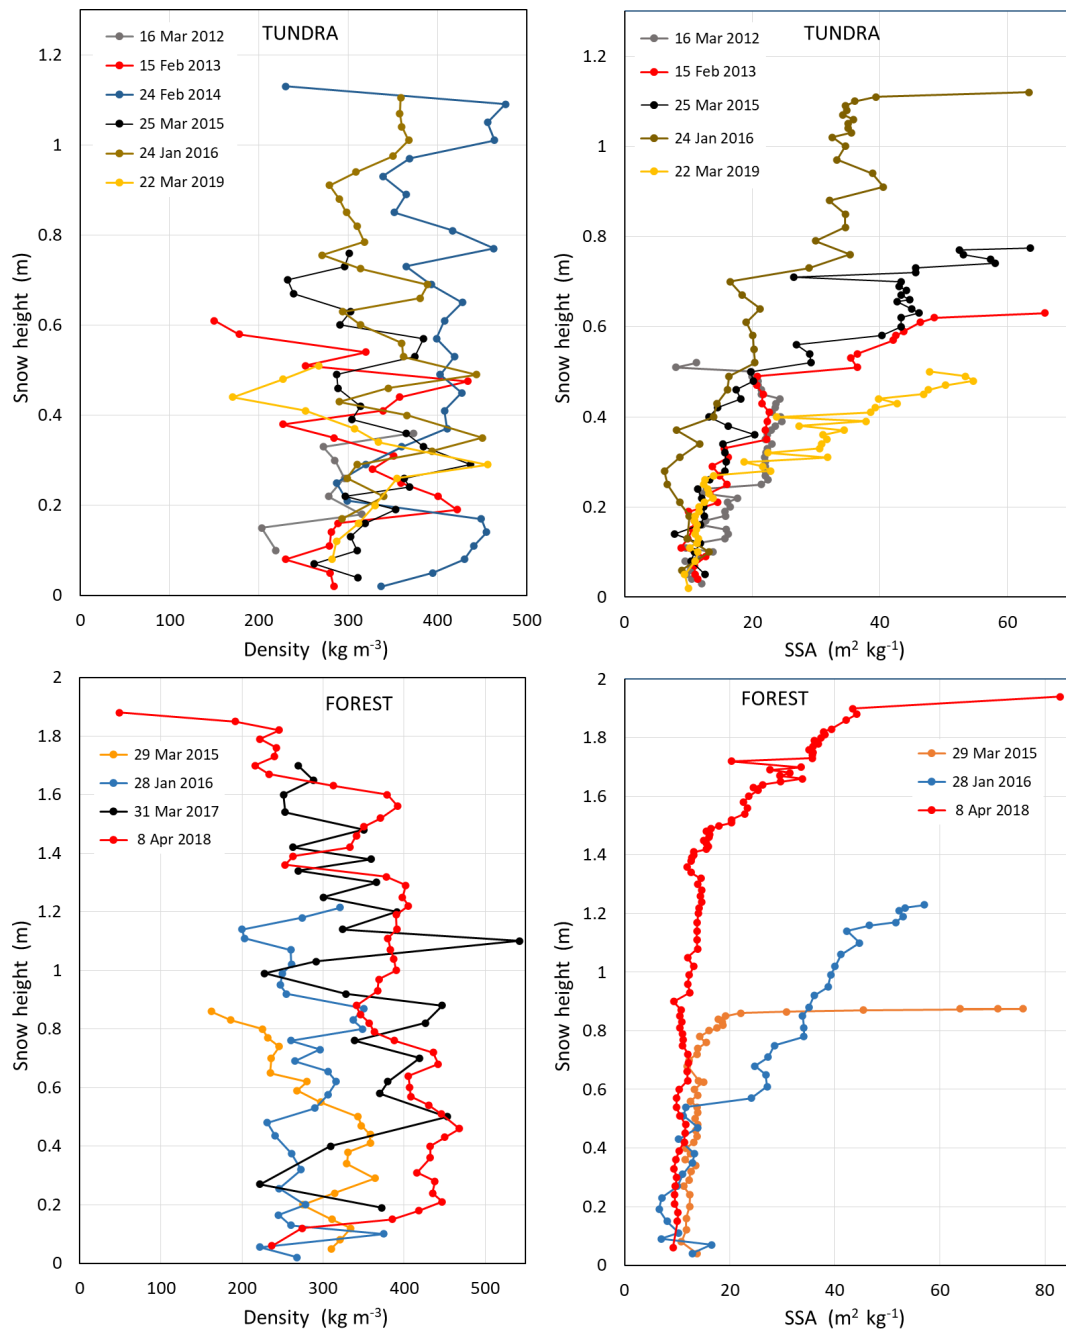 TUNDRA
16 Mar 2012
15 Feb 2013
24 Feb 2014
25 Mar 2015
24 Jan 2016
22 Mar 2019
Snow height (m)
1.2
1
0.8
0.6
0.4
0.2
0
0 100 200 300 400 500
Density (kg m⁻³)
TUNDRA
16 Mar 2012
15 Feb 2013
25 Mar 2015
24 Jan 2016
22 Mar 2019
Snow height (m)
1.2
1
0.8
0.6
0.4
0.2
0
0 20 40 60
SSA (m² kg⁻¹)
FOREST
29 Mar 2015
28 Jan 2016
31 Mar 2017
8 Apr 2018
Snow height (m)
2
1.8
1.6
1.4
1.2
1.0
0.8
0.6
0.4
0.2
0
0 100 200 300 400 500
Density (kg m⁻³)
FOREST
29 Mar 2015
28 Jan 2016
8 Apr 2018
Snow height (m)
2
1.8
1.6
1.4
1.2
1
0.8
0.6
0.4
0.2
0
0 20 40 60 80
SSA (m² kg⁻¹)